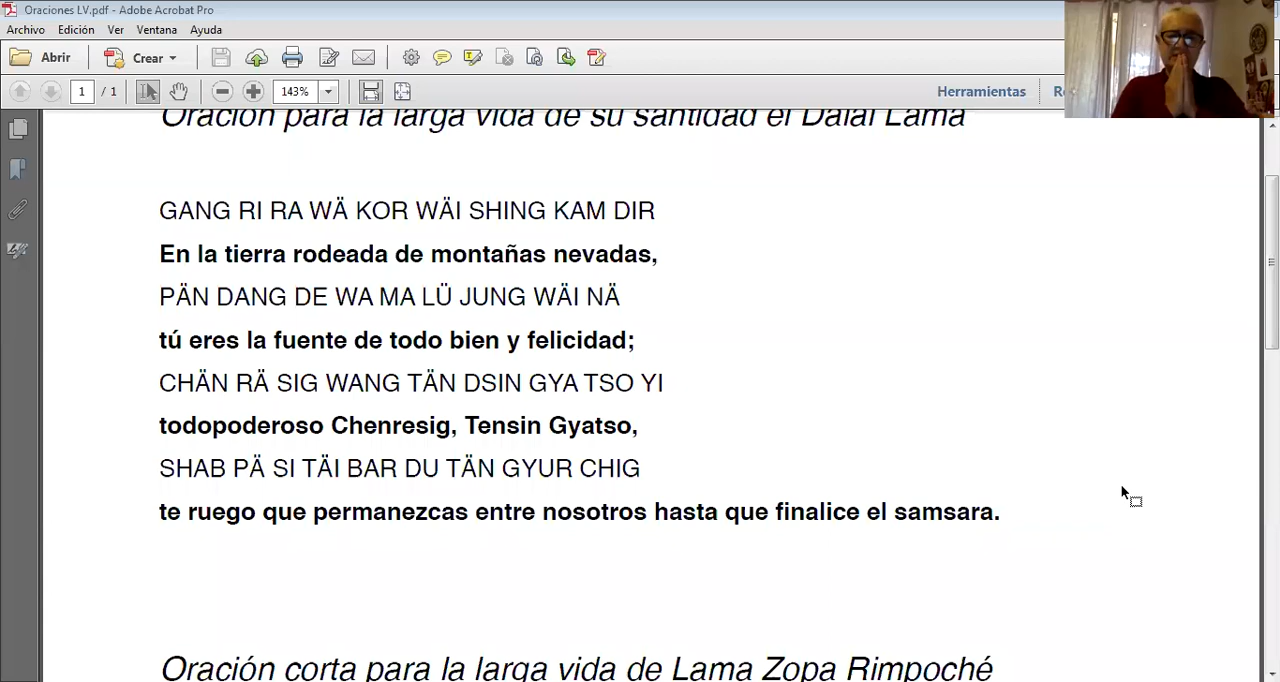 Oraciones LV.pdf - Adobe Acrobat Pro
Archivo Edición Ver Ventana Ayuda
Abrir Crear
1 / 1 143% Herramientas
Oración para la larga vida de su santidad el Dalai Lama
GANG RI RA WÄ KOR WÄI SHING KAM DIR
En la tierra rodeada de montañas nevadas,
PÄN DANG DE WA MA LÜ JUNG WÄI NÄ
tú eres la fuente de todo bien y felicidad;
CHÄN RÄ SIG WANG TÄN DSIN GYA TSO YI
todopoderoso Chenresig, Tensin Gyatso,
SHAB PÄ SI TÄI BAR DU TÄN GYUR CHIG
te ruego que permanezcas entre nosotros hasta que finalice el samsara.
Oración corta para la larga vida de Lama Zopa Rimpoché